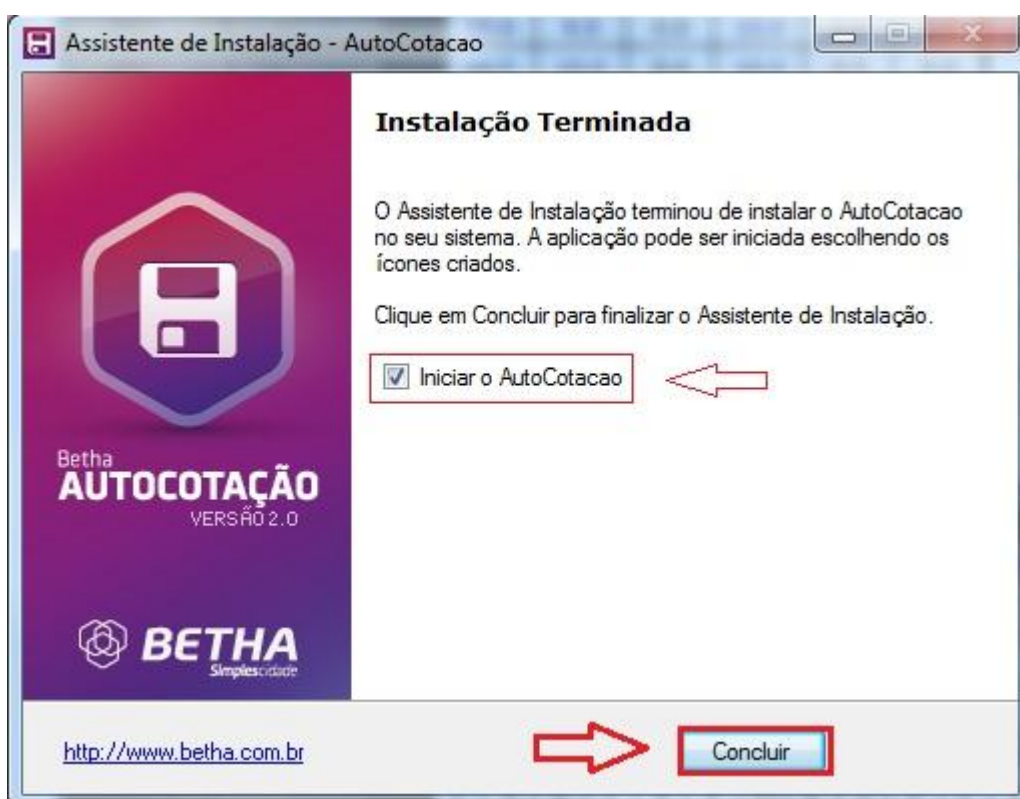 Assistente de Instalação - AutoCotacao
Instalação Terminada
O Assistente de Instalação terminou de instalar o AutoCotacao
no seu sistema. A aplicação pode ser iniciada escolhendo os
ícones criados.
Clique em Concluir para finalizar o Assistente de Instalação.
Iniciar o AutoCotacao
Betha
AUTOCOTAÇÃO
VERSÃO 2.0
BETHA
Simplescidade
http://www.betha.com.br
Concluir